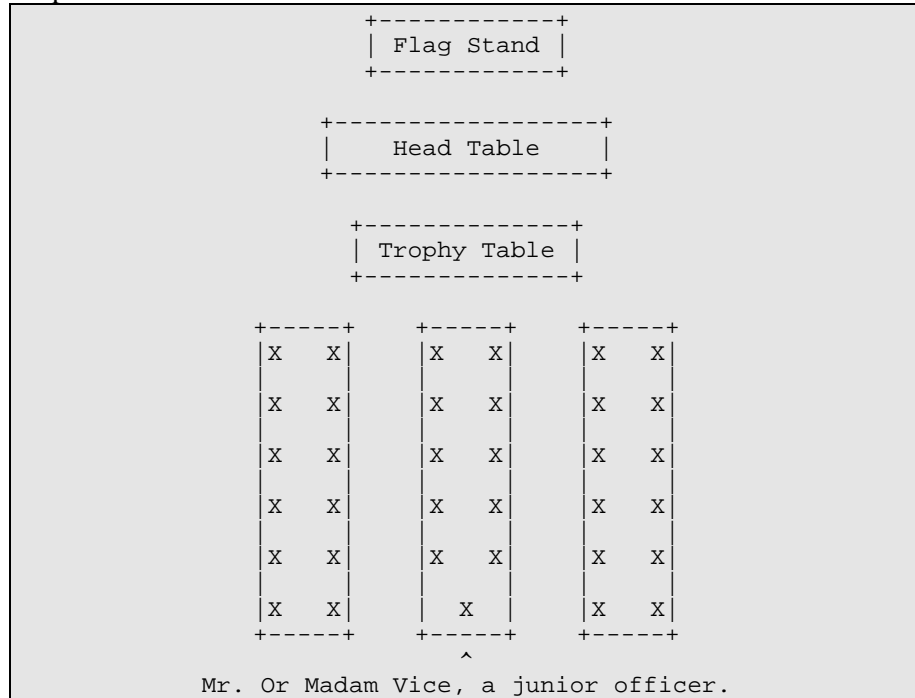 +------------+
| Flag Stand |
+------------+
+------------------+
| Head Table |
+------------------+
+--------------+
| Trophy Table |
+--------------+
+-----+ +-----+ +-----+
|X X| |X X| |X X|
| | | | | |
|X X| |X X| |X X|
| | | | | |
|X X| |X X| |X X|
| | | | | |
|X X| |X X| |X X|
| | | | | |
|X X| |X X| |X X|
| | | | | |
|X X| | X | |X X|
+-----+ +-----+ +-----+
^
Mr. Or Madam Vice, a junior officer.